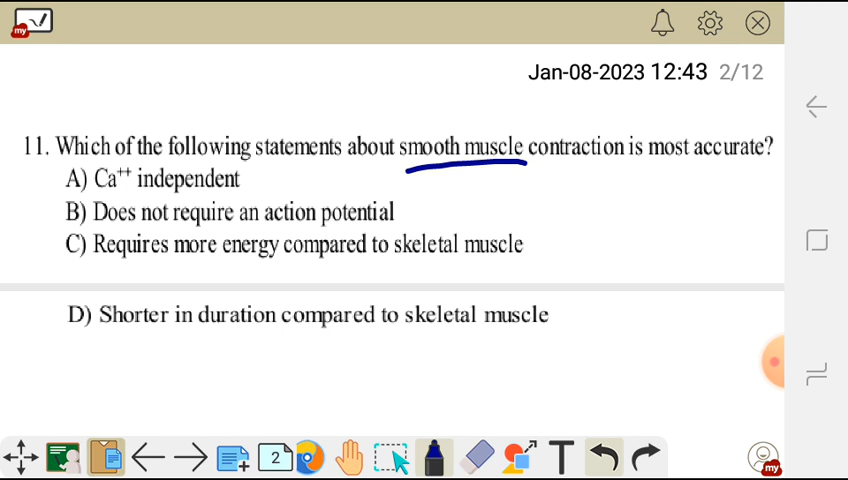 my
Jan-08-2023 12:43 2/12
11. Which of the following statements about smooth muscle contraction is most accurate?
A) Ca⁺⁺ independent
B) Does not require an action potential
C) Requires more energy compared to skeletal muscle
D) Shorter in duration compared to skeletal muscle
2
T
my